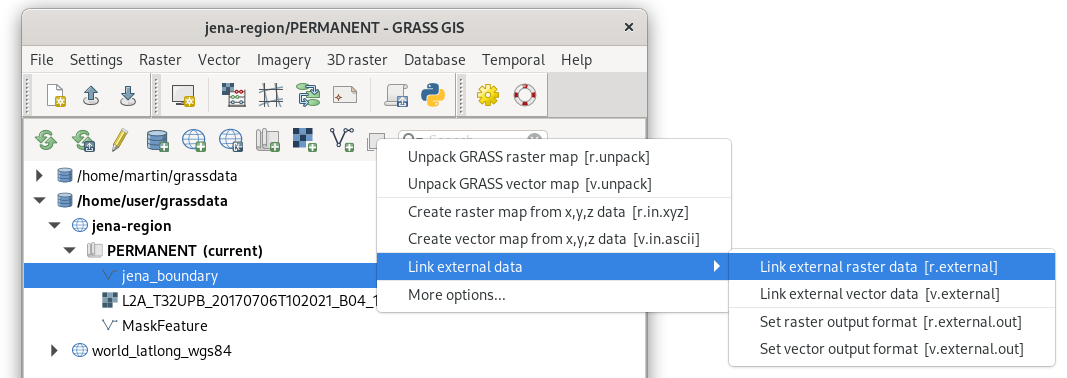 jena-region/PERMANENT - GRASS GIS
File Settings Raster Vector Imagery 3D raster Database Temporal Help
Search
/home/martin/grassdata
/home/user/grassdata
jena-region
PERMANENT (current)
jena_boundary
L2A_T32UPB_20170706T102021_B04_1
MaskFeature
world_latlong_wgs84
Unpack GRASS raster map [r.unpack]
Unpack GRASS vector map [v.unpack]
Create raster map from x,y,z data [r.in.xyz]
Create vector map from x,y,z data [v.in.ascii]
Link external data
More options...
Link external raster data [r.external]
Link external vector data [v.external]
Set raster output format [r.external.out]
Set vector output format [v.external.out]